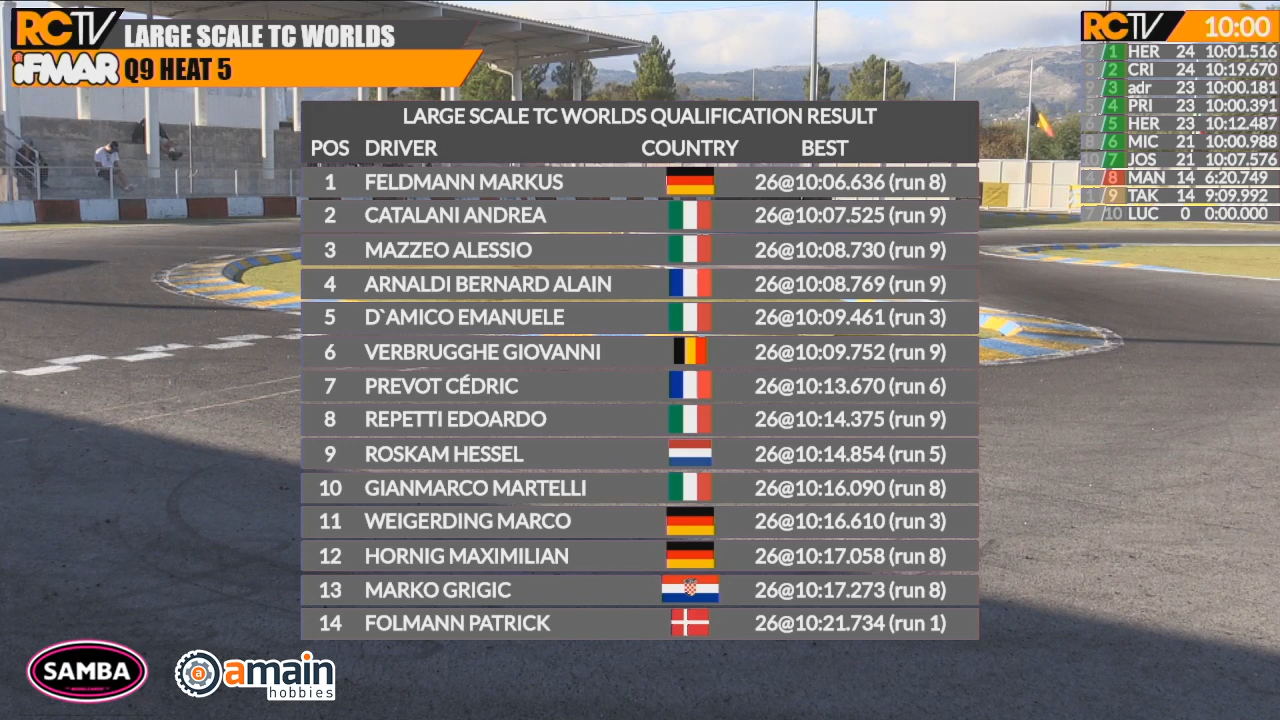 RCTV LARGE SCALE TC WORLDS
iFMAR Q9 HEAT 5
RCTV 10:00
2 /1 HER 24 10:01.516
3 /2 CRI 24 10:19.670
9 /3 adr 23 10:00.181
5 /4 PRI 23 10:00.391
6 /5 HER 23 10:12.487
8 /6 MIC 21 10:00.988
10 /7 JOS 21 10:07.576
4 /8 MAN 14 6:20.749
/9 TAK 14 9:09.992
7 /10 LUC 0 0:00.000
LARGE SCALE TC WORLDS QUALIFICATION RESULT
POS DRIVER COUNTRY BEST
1 FELDMANN MARKUS 26@10:06.636 (run 8)
2 CATALANI ANDREA 26@10:07.525 (run 9)
3 MAZZEO ALESSIO 26@10:08.730 (run 9)
4 ARNALDI BERNARD ALAIN 26@10:08.769 (run 9)
5 D`AMICO EMANUELE 26@10:09.461 (run 3)
6 VERBRUGGHE GIOVANNI 26@10:09.752 (run 9)
7 PREVOT CÉDRIC 26@10:13.670 (run 6)
8 REPETTI EDOARDO 26@10:14.375 (run 9)
9 ROSKAM HESSEL 26@10:14.854 (run 5)
10 GIANMARCO MARTELLI 26@10:16.090 (run 8)
11 WEIGERDING MARCO 26@10:16.610 (run 3)
12 HORNIG MAXIMILIAN 26@10:17.058 (run 8)
13 MARKO GRIGIC 26@10:17.273 (run 8)
14 FOLMANN PATRICK 26@10:21.734 (run 1)
SAMBA
a amain
hobbies